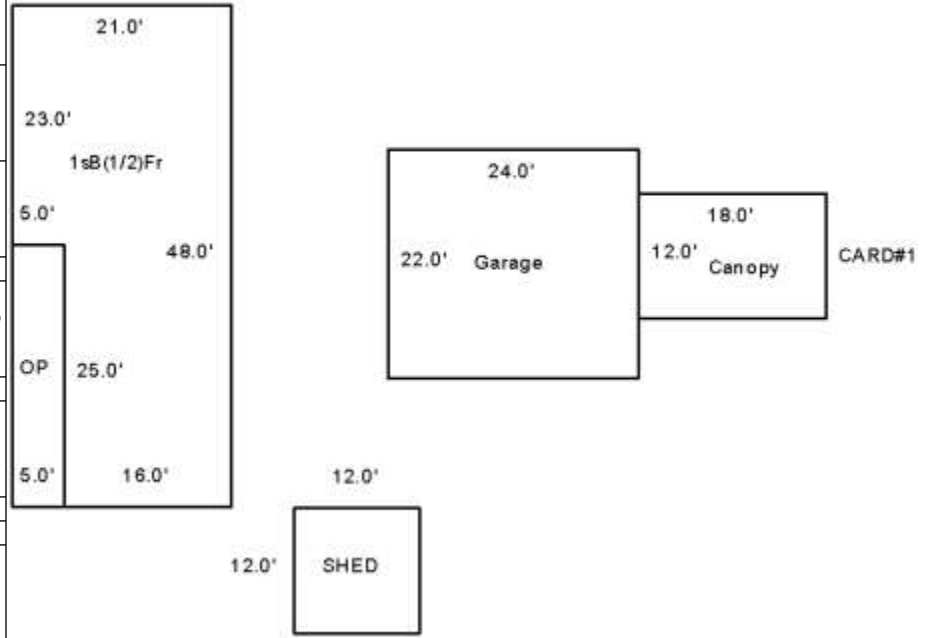 21.0'
23.0'
1sB(1/2)Fr
5.0'
48.0'
OP
25.0'
5.0'
16.0'
24.0'
22.0'
Garage
18.0'
12.0'
Canopy
CARD#1
12.0'
12.0'
SHED